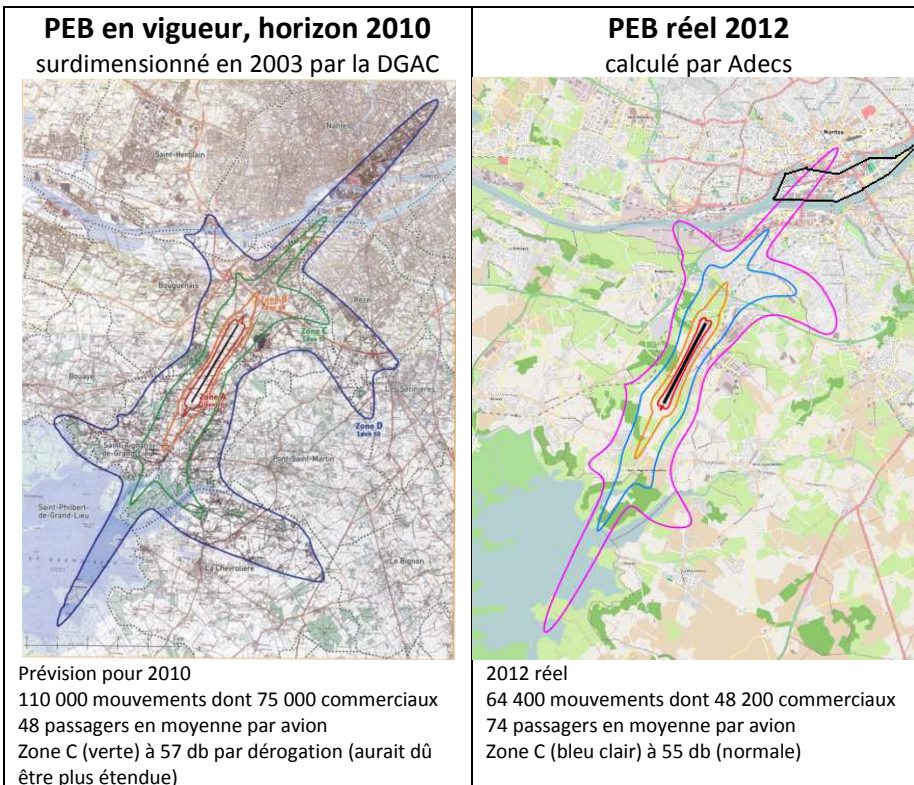 PEB en vigueur, horizon 2010
surdimensionné en 2003 par la DGAC
Nantes
Saint-Herblain
Bouguenais
Rezé
Zone B
Zone C
Bouaye
Zone A
Les Sorinières
Zone D
Lden 50
Saint-Aignan-
de-Grandlieu
Pont-Saint-Martin
Saint-Philbert-
de-Grand-Lieu
La Chevrolière
Le Bignon
Prévision pour 2010
110 000 mouvements dont 75 000 commerciaux
48 passagers en moyenne par avion
Zone C (verte) à 57 db par dérogation (aurait dû
être plus étendue)
PEB réel 2012
calculé par Adecs
Nantes
2012 réel
64 400 mouvements dont 48 200 commerciaux
74 passagers en moyenne par avion
Zone C (bleu clair) à 55 db (normale)